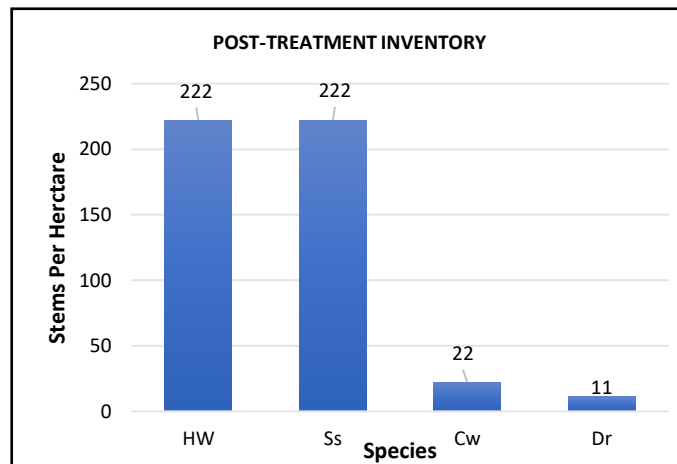 POST-TREATMENT INVENTORY
Stems Per Herctare
250
200
150
100
50
0
222
222
22
11
HW
Ss
Cw
Dr
Species